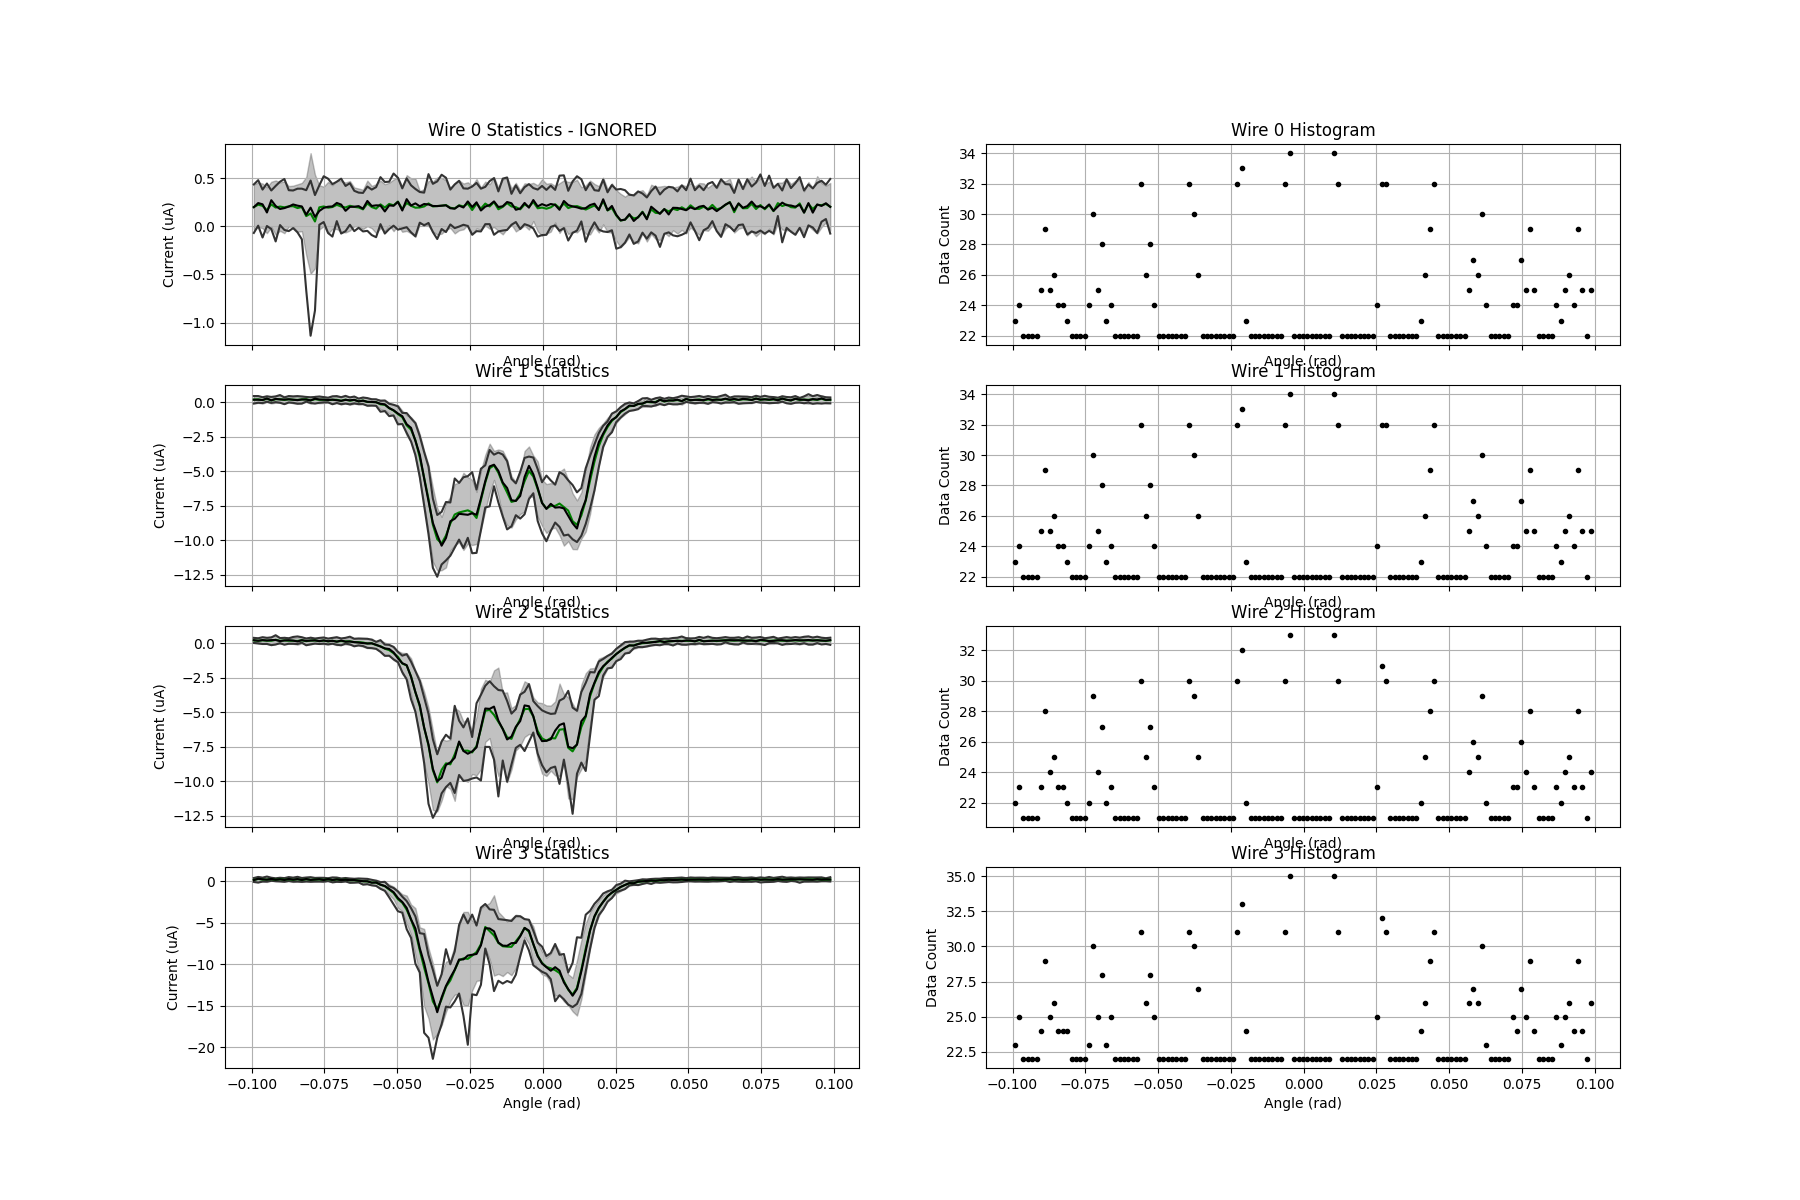 Wire 0 Statistics - IGNORED
Current (uA)
0.5
0.0
−0.5
−1.0
Angle (rad)
Wire 0 Histogram
Data Count
34
32
30
28
26
24
22
Angle (rad)
Wire 1 Statistics
Current (uA)
0.0
−2.5
−5.0
−7.5
−10.0
−12.5
Angle (rad)
Wire 1 Histogram
Data Count
34
32
30
28
26
24
22
Angle (rad)
Wire 2 Statistics
Current (uA)
0.0
−2.5
−5.0
−7.5
−10.0
−12.5
Angle (rad)
Wire 2 Histogram
Data Count
32
30
28
26
24
22
Angle (rad)
Wire 3 Statistics
Current (uA)
0
−5
−10
−15
−20
−0.100 −0.075 −0.050 −0.025 0.000 0.025 0.050 0.075 0.100
Angle (rad)
Wire 3 Histogram
Data Count
35.0
32.5
30.0
27.5
25.0
22.5
−0.100 −0.075 −0.050 −0.025 0.000 0.025 0.050 0.075 0.100
Angle (rad)